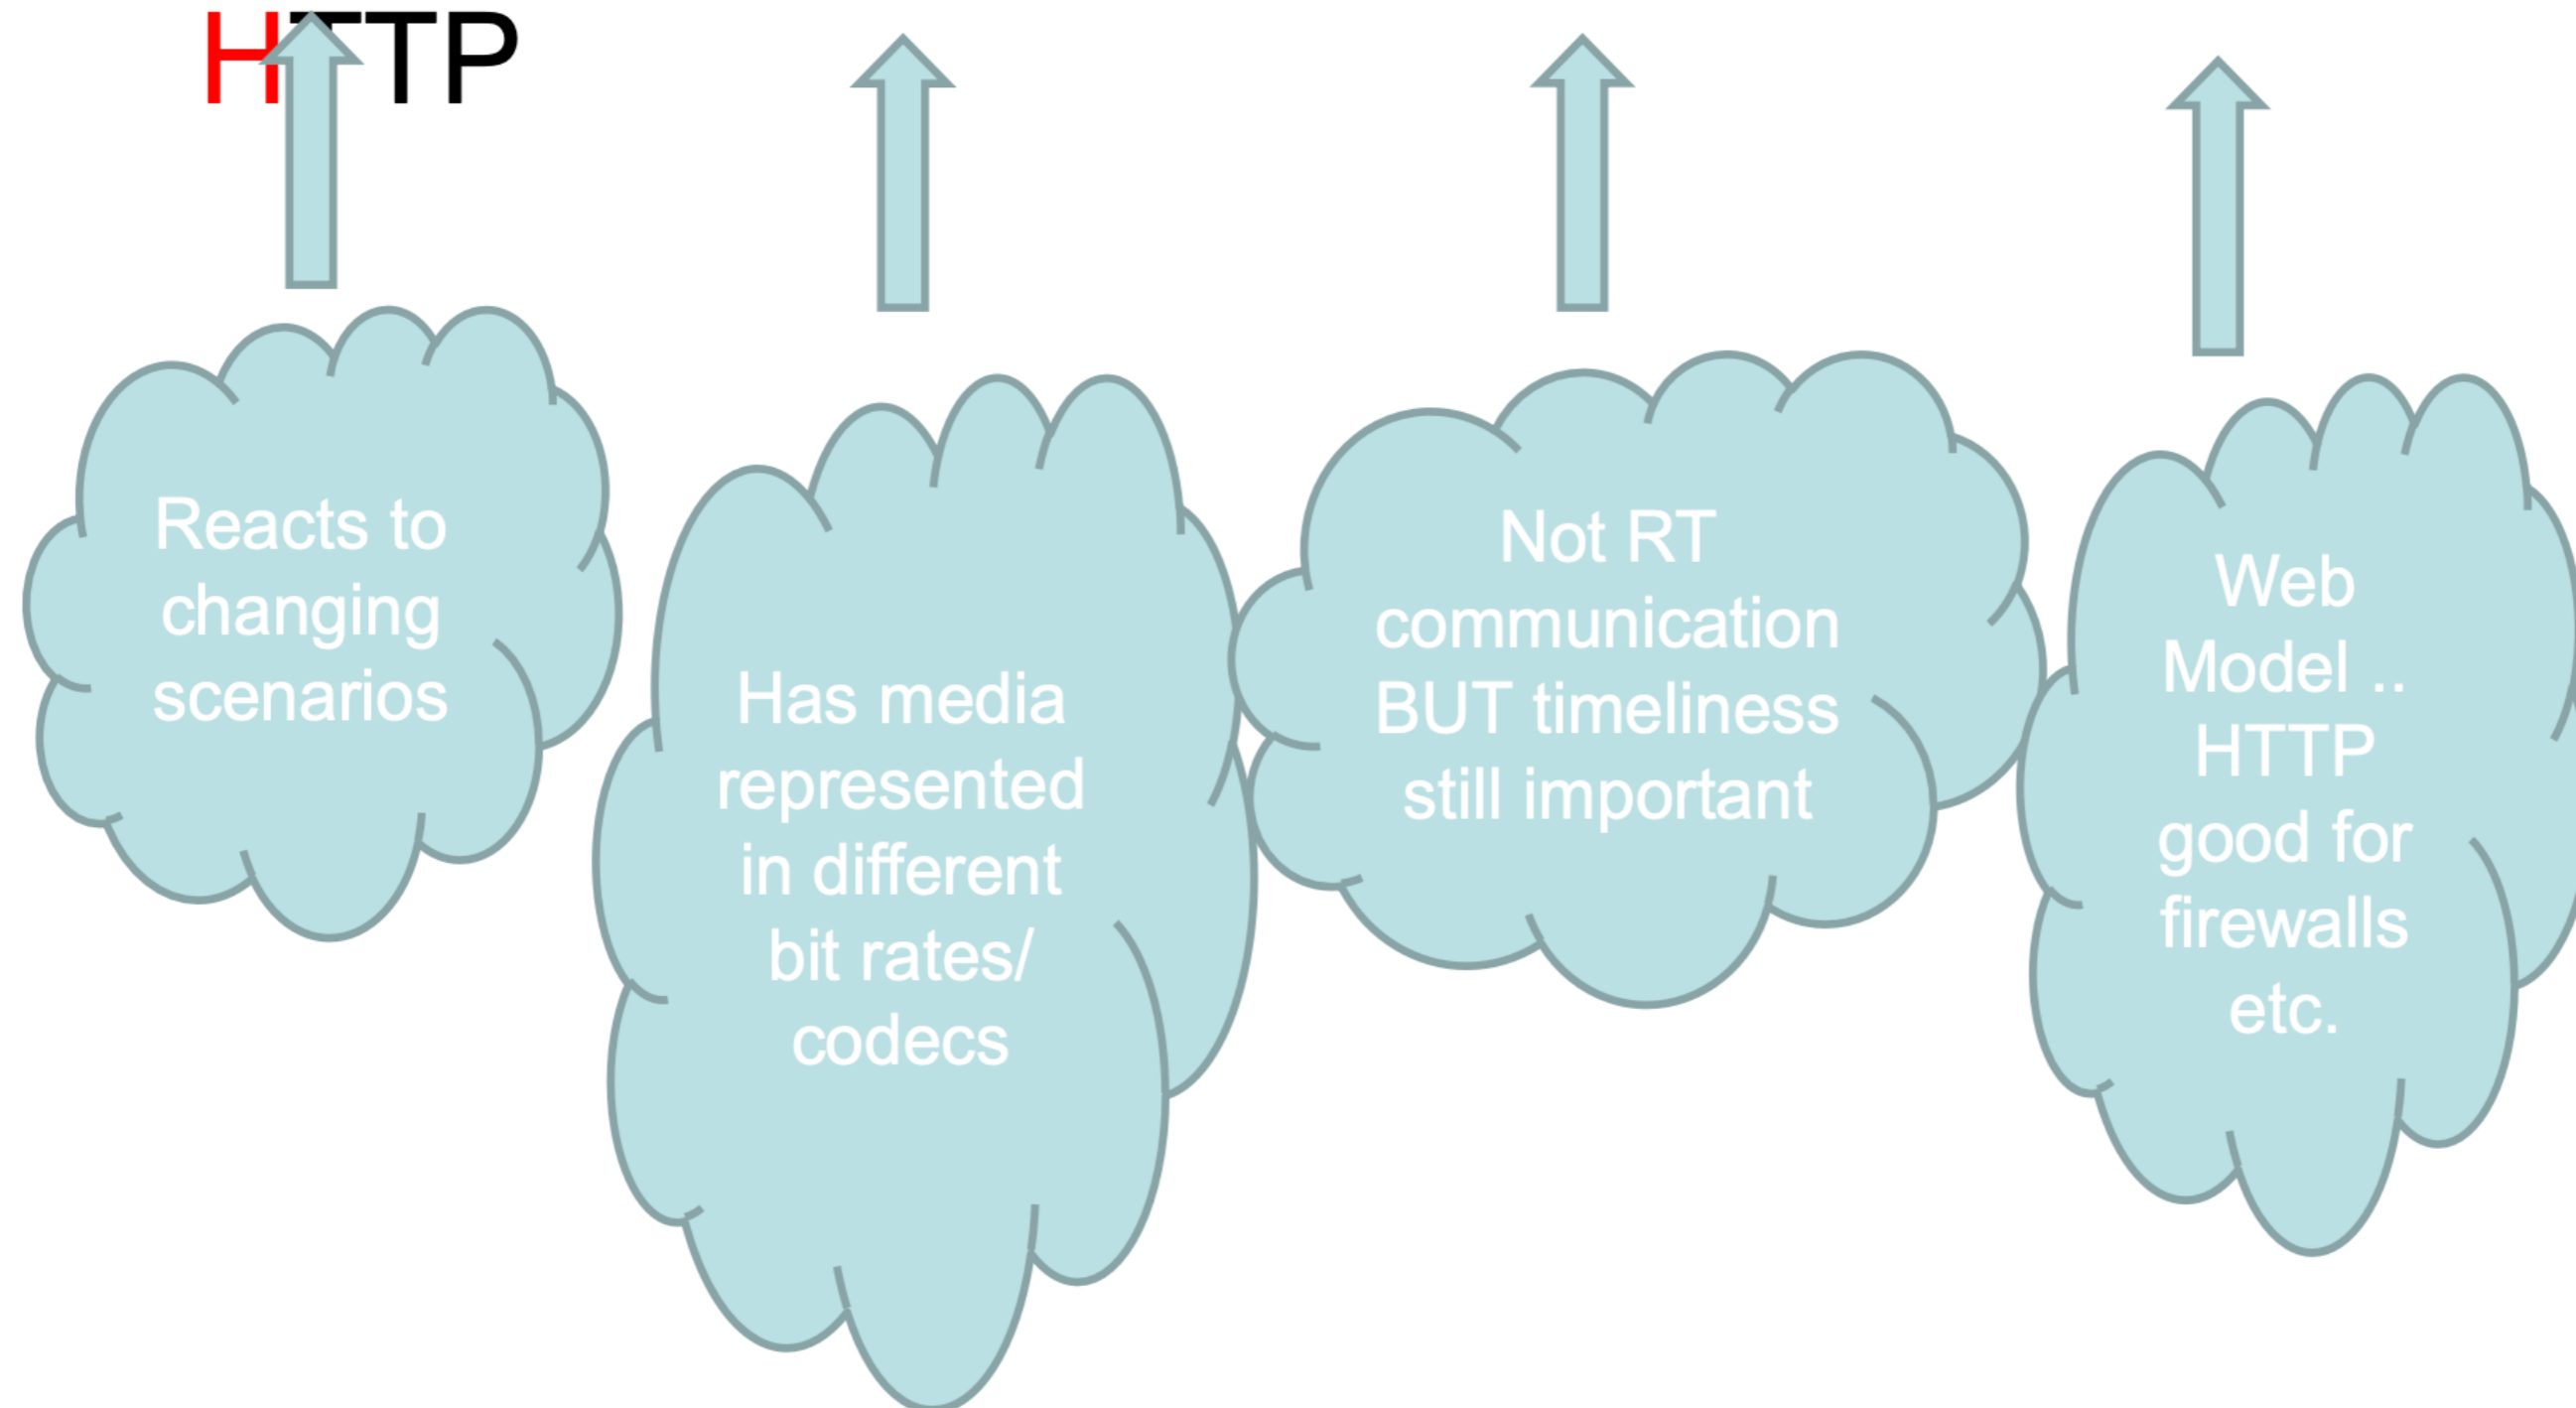 HTTP
Reacts to
changing
scenarios
Has media
represented
in different
bit rates/
codecs
Not RT
communication
BUT timeliness
still important
Web
Model ..
HTTP
good for
firewalls
etc.